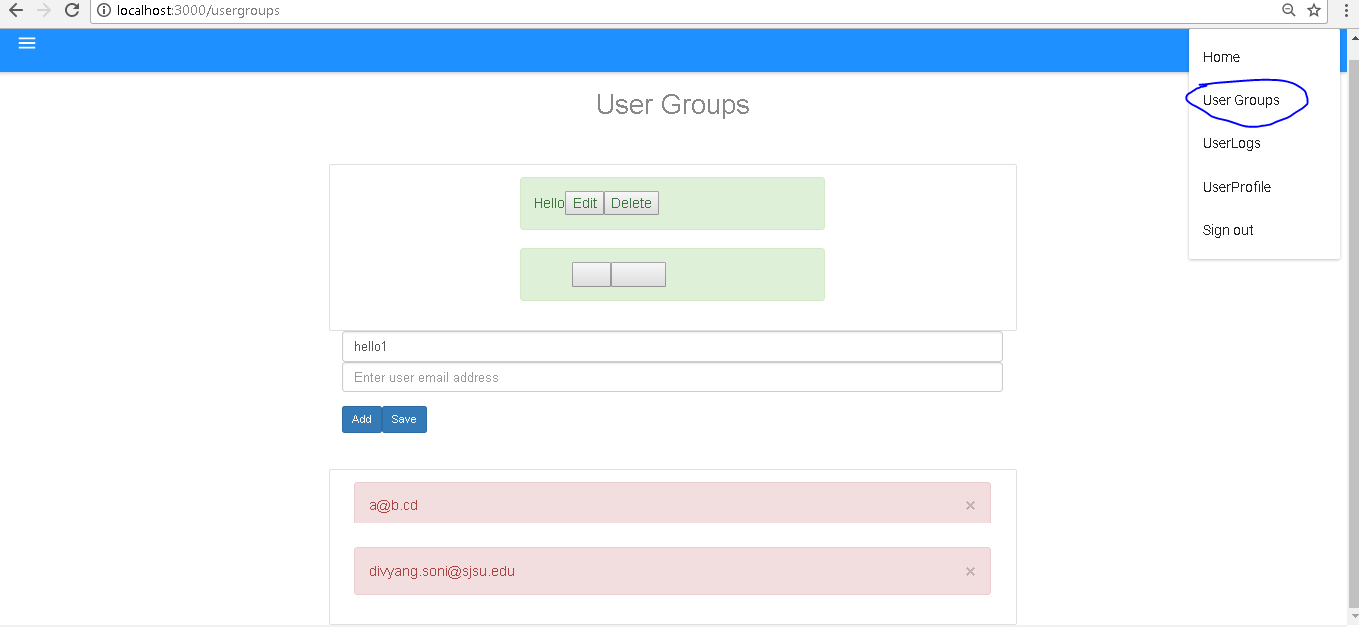 localhost:3000/usergroups
Home
User Groups
User Groups
UserLogs
UserProfile
Sign out
Hello Edit Delete
hello1
Enter user email address
Add Save
a@b.cd ×
divyang.soni@sjsu.edu ×